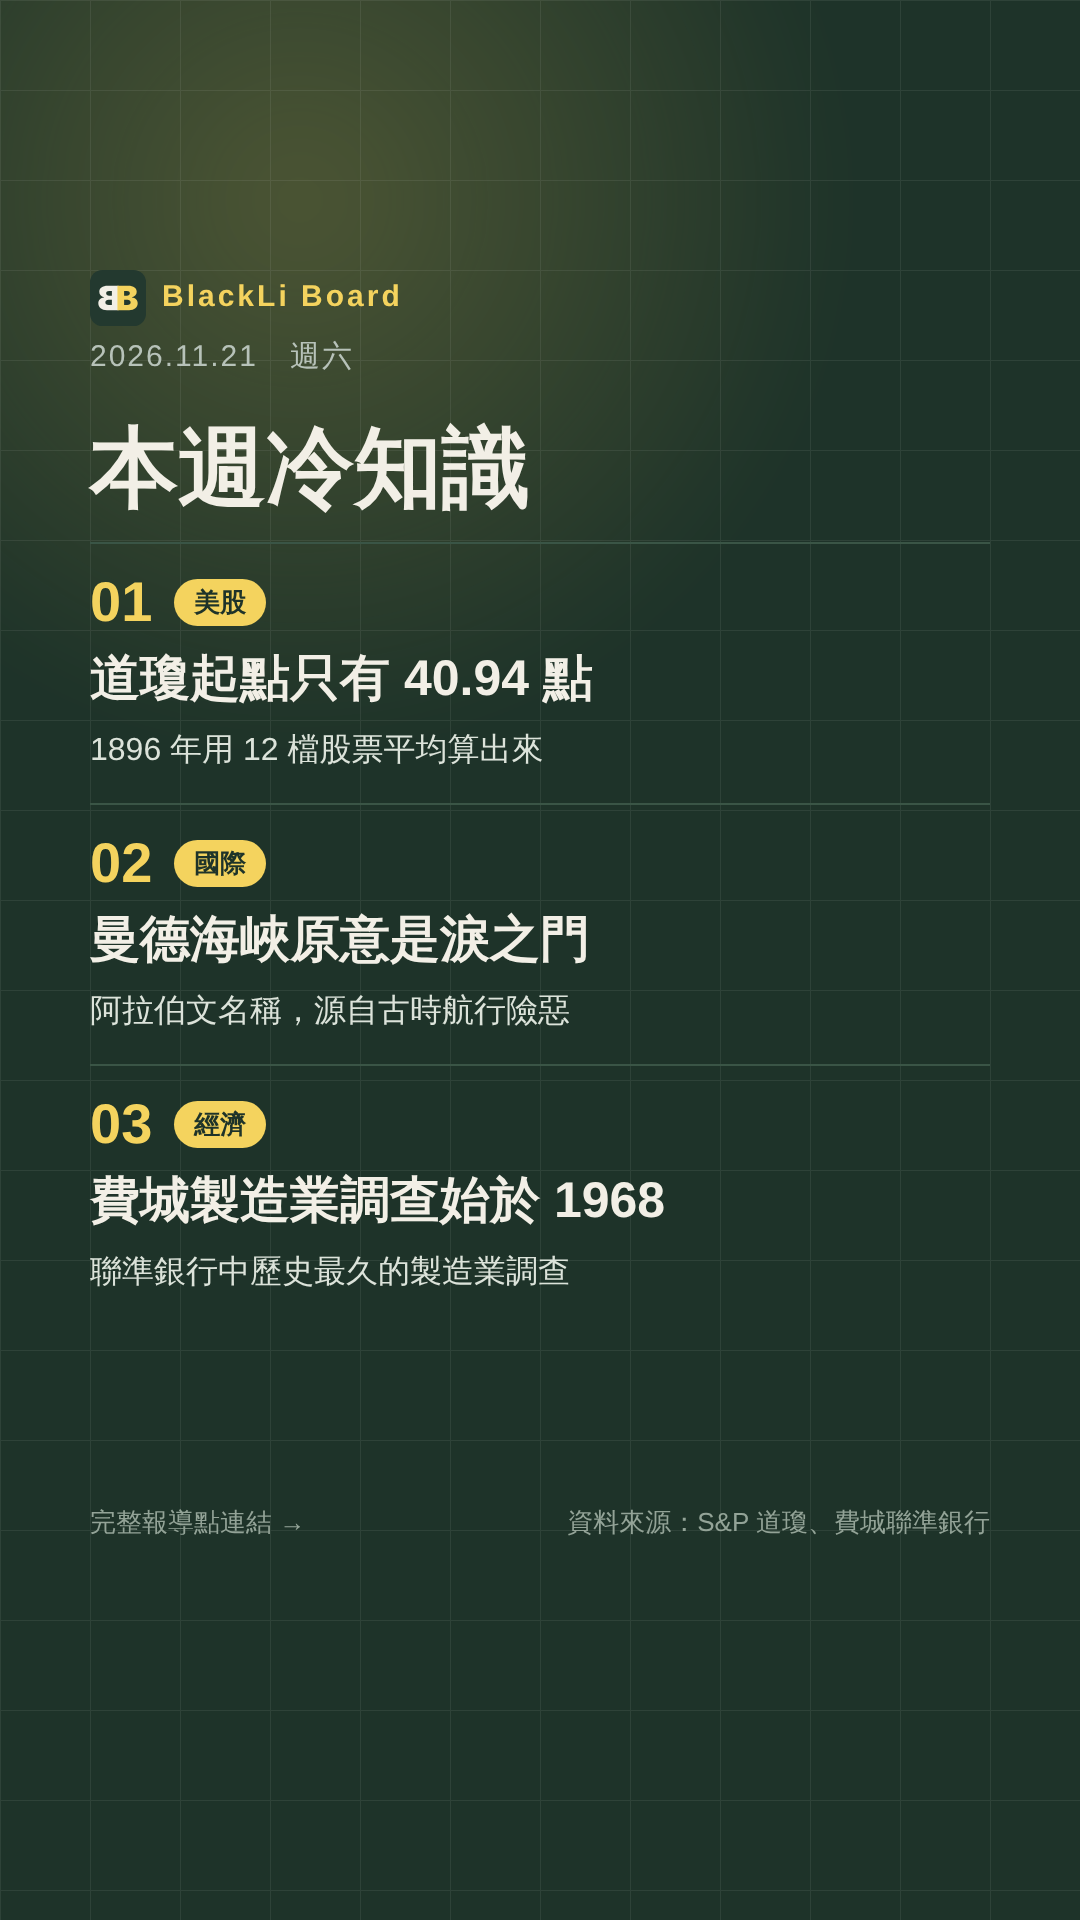 BB BlackLi Board
2026.11.21 週六
本週冷知識
01 美股
道瓊起點只有 40.94 點
1896 年用 12 檔股票平均算出來
02 國際
曼德海峽原意是淚之門
阿拉伯文名稱，源自古時航行險惡
03 經濟
費城製造業調查始於 1968
聯準銀行中歷史最久的製造業調查
完整報導點連結 →
資料來源：S&P 道瓊、費城聯準銀行